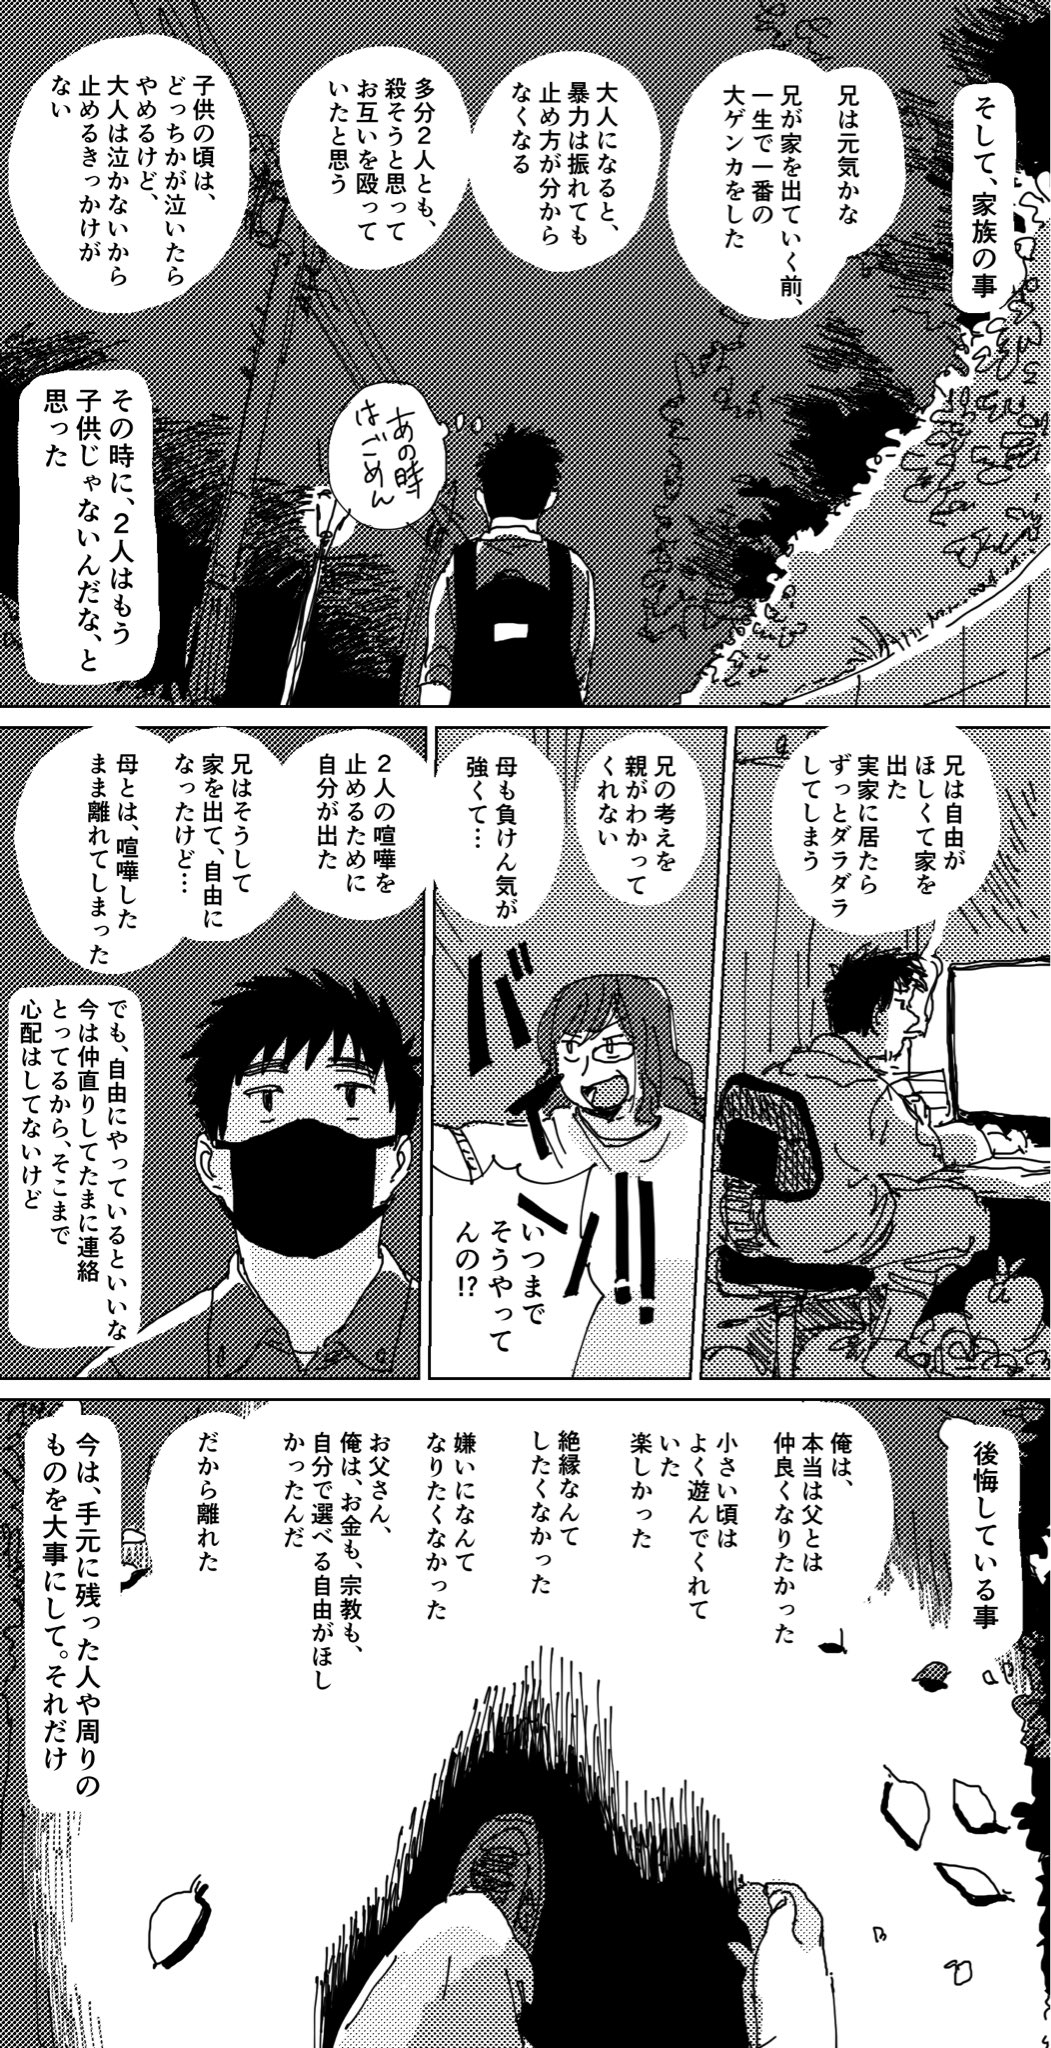 そして、家族の事
兄は元気かな
兄が家を出ていく前、
一生で一番の
大ゲンカをした
大人になると、
暴力は振れても
止め方が分から
なくなる
多分2人とも、
殺そうと思って
お互いを殴って
いたと思う
子供の頃は、
どっちかが泣いたら
やめるけど、
大人は泣かないから
止めるきっかけが
ない
あの時
はごめん
その時に、2人はもう
子供じゃないんだな、と
思った
兄は自由が
ほしくて家を
出た
実家に居たら
ずっとダラダラ
してしまう
兄の考えを
親がわかって
くれない
母も負けん気が
強くて…
バァン!!
いつまで
そうやって
んの!?
2人の喧嘩を
止めるために
自分が出た
兄はそうして
家を出て、自由に
なったけど…
母とは、喧嘩した
まま離れてしまった
でも、自由にやっているといいな
今は仲直りしてたまに連絡
とってるから、そこまで
心配はしてないけど
後悔している事
俺は、
本当は父とは
仲良くなりたかった
小さい頃は
よく遊んでくれて
いた
楽しかった
絶縁なんて
したくなかった
嫌いになんて
なりたくなかった
お父さん、
俺は、お金も、宗教も、
自分で選べる自由がほし
かったんだ
だから離れた
今は、手元に残った人や周りの
ものを大事にして。それだけ